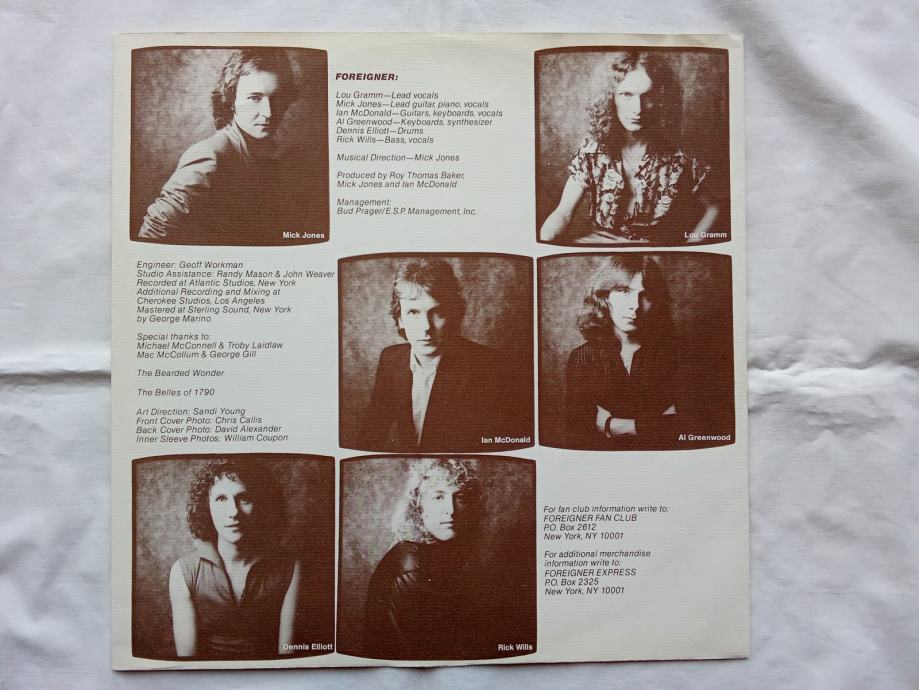 Mick Jones
FOREIGNER:
Lou Gramm—Lead vocals
Mick Jones—Lead guitar, piano, vocals
Ian McDonald—Guitars, keyboards, vocals
Al Greenwood—Keyboards, synthesizer
Dennis Elliott—Drums
Rick Wills—Bass, vocals
Musical Direction—Mick Jones
Produced by Roy Thomas Baker,
Mick Jones and Ian McDonald
Management:
Bud Prager/E.S.P. Management, Inc.
Lou Gramm
Engineer: Geoff Workman
Studio Assistance: Randy Mason & John Weaver
Recorded at Atlantic Studios, New York
Additional Recording and Mixing at
Cherokee Studios, Los Angeles
Mastered at Sterling Sound, New York
by George Marino
Special thanks to:
Michael McConnell & Troby Laidlaw
Mac McCollum & George Gill
The Bearded Wonder
The Belles of 1790
Art Direction: Sandi Young
Front Cover Photo: Chris Callis
Back Cover Photo: David Alexander
Inner Sleeve Photos: William Coupon
Ian McDonald
Al Greenwood
Dennis Elliott
Rick Wills
For fan club information write to:
FOREIGNER FAN CLUB
P.O. Box 2612
New York, NY 10001
For additional merchandise
information write to:
FOREIGNER EXPRESS
P.O. Box 2325
New York, NY 10001